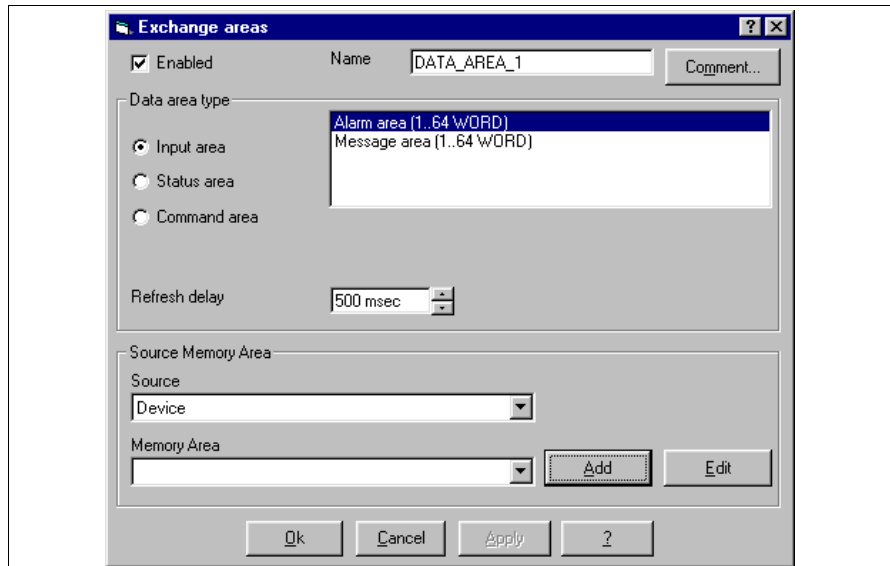 Exchange areas
Enabled
Name
DATA_AREA_1
Comment...
Data area type
Alarm area (1..64 WORD)
Message area (1..64 WORD)
Input area
Status area
Command area
Refresh delay
500 msec
Source Memory Area
Source
Device
Memory Area
Add
Edit
Ok
Cancel
Apply
?